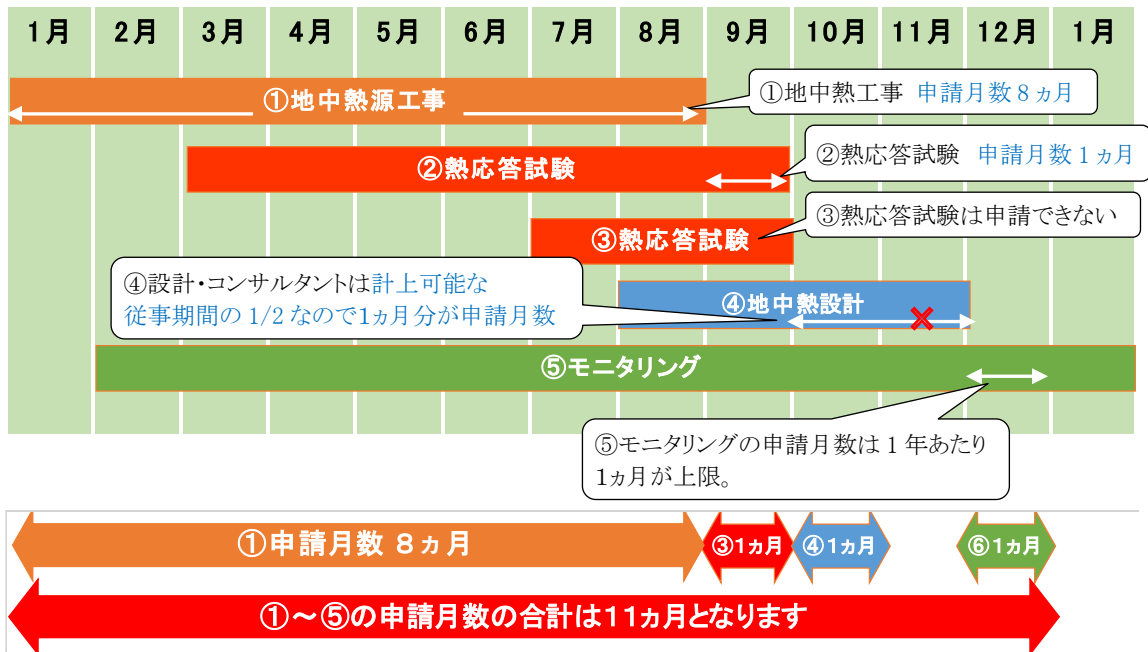 1月 2月 3月 4月 5月 6月 7月 8月 9月 10月 11月 12月 1月
①地中熱源工事
①地中熱工事 申請月数8ヵ月
②熱応答試験
②熱応答試験 申請月数1ヵ月
③熱応答試験
③熱応答試験は申請できない
④設計・コンサルタントは計上可能な
従事期間の1/2なので1ヵ月分が申請月数
④地中熱設計
⑤モニタリング
⑤モニタリングの申請月数は1年あたり
1ヵ月が上限。
①申請月数 8ヵ月
③1ヵ月
④1ヵ月
⑥1ヵ月
①～⑤の申請月数の合計は11ヵ月となります